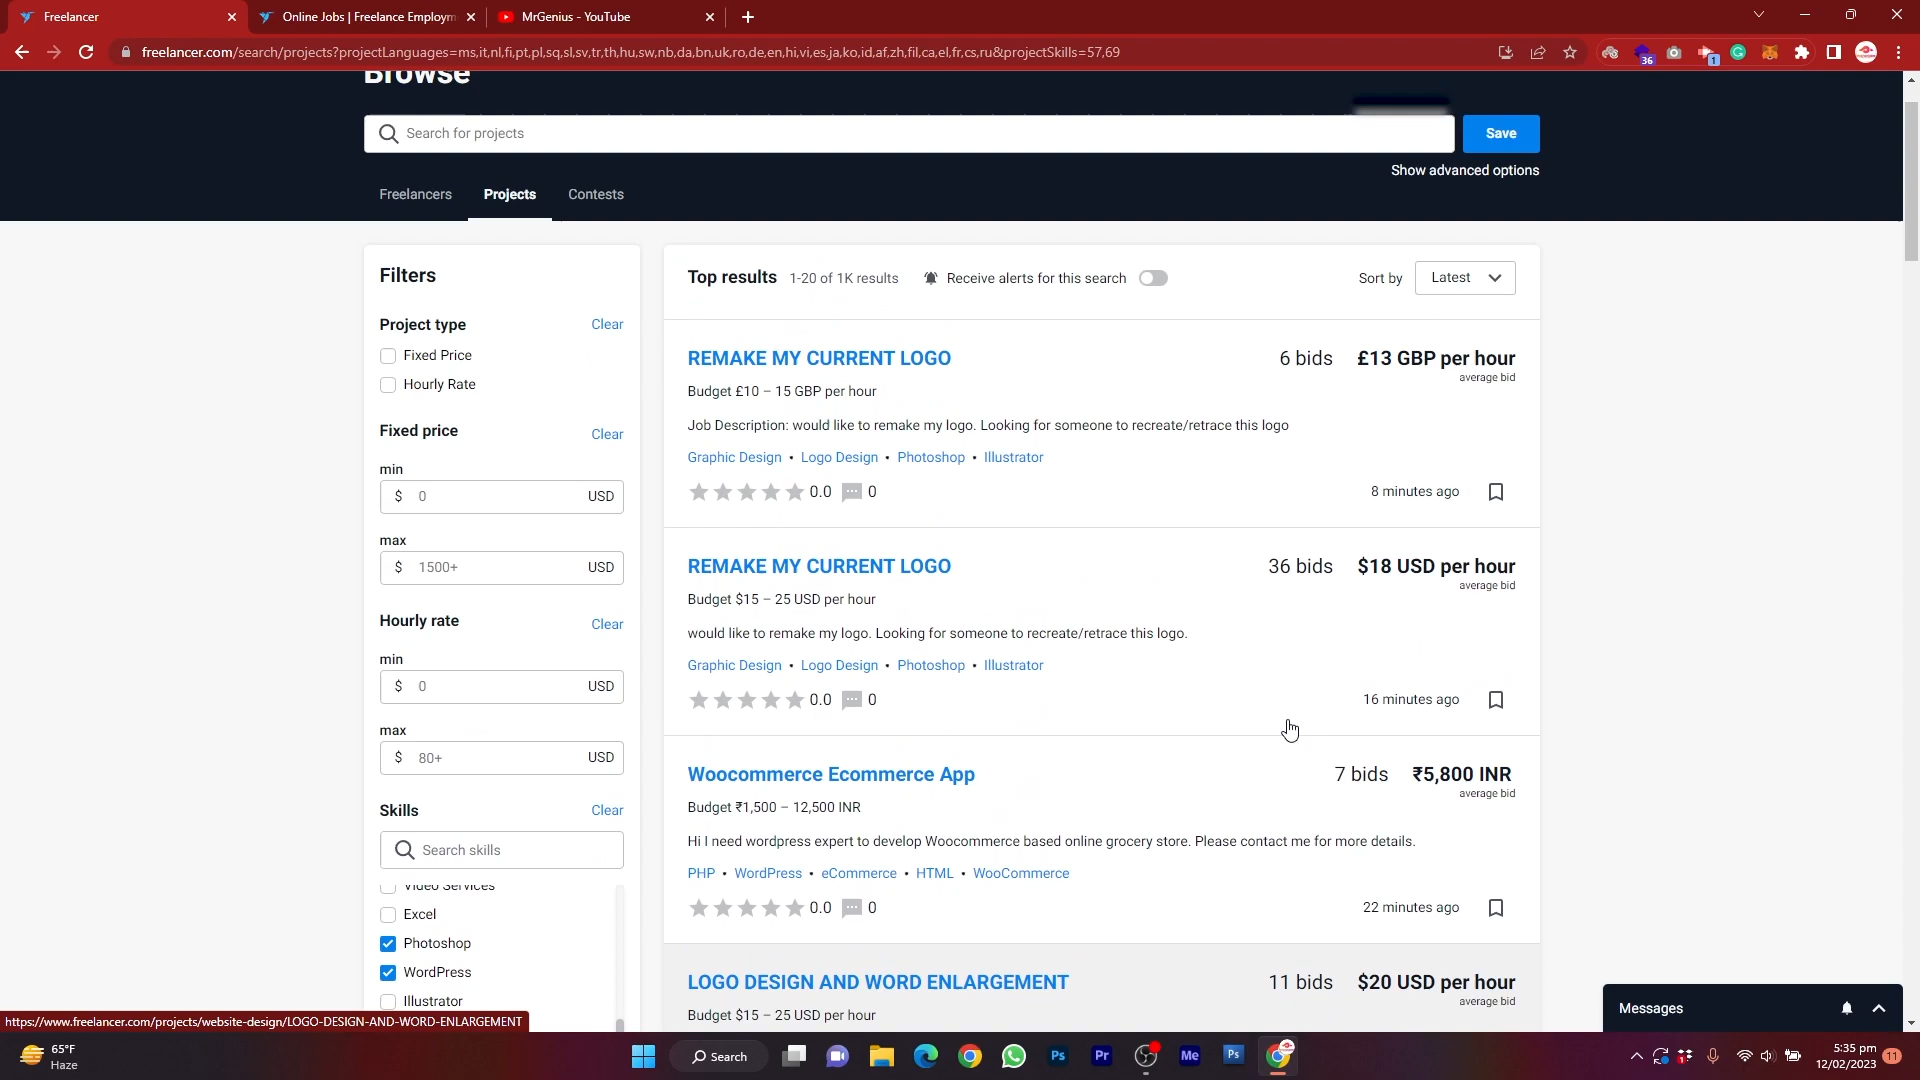 Freelancer
Online Jobs | Freelance Employm
MrGenius - YouTube
freelancer.com/search/projects?projectLanguages=ms,it,nl,fi,pt,pl,sq,sl,sv,tr,th,hu,sw,nb,da,bn,uk,ro,de,en,hi,vi,es,ja,ko,id,af,zh,fil,ca,el,fr,cs,ru&projectSkills=57,69
36
1
Browse
Search for projects
Save
Show advanced options
Freelancers
Projects
Contests
Filters
Project type
Clear
Fixed Price
Hourly Rate
Fixed price
Clear
min
$ 0 USD
max
$ 1500+ USD
Hourly rate
Clear
min
$ 0 USD
max
$ 80+ USD
Skills
Clear
Search skills
Video Services
Excel
Photoshop
WordPress
Illustrator
Top results 1-20 of 1K results Receive alerts for this search
Sort by Latest
REMAKE MY CURRENT LOGO
6 bids £13 GBP per hour
average bid
Budget £10 – 15 GBP per hour
Job Description: would like to remake my logo. Looking for someone to recreate/retrace this logo
Graphic Design • Logo Design • Photoshop • Illustrator
0.0 0
8 minutes ago
REMAKE MY CURRENT LOGO
36 bids $18 USD per hour
average bid
Budget $15 – 25 USD per hour
would like to remake my logo. Looking for someone to recreate/retrace this logo.
Graphic Design • Logo Design • Photoshop • Illustrator
0.0 0
16 minutes ago
Woocommerce Ecommerce App
7 bids ₹5,800 INR
average bid
Budget ₹1,500 – 12,500 INR
Hi I need wordpress expert to develop Woocommerce based online grocery store. Please contact me for more details.
PHP • WordPress • eCommerce • HTML • WooCommerce
0.0 0
22 minutes ago
LOGO DESIGN AND WORD ENLARGEMENT
11 bids $20 USD per hour
average bid
Budget $15 – 25 USD per hour
Messages
https://www.freelancer.com/projects/website-design/LOGO-DESIGN-AND-WORD-ENLARGEMENT
65°F
Haze
Search
Ps
Pr
Me
Ps
1
5:35 pm
12/02/2023
11